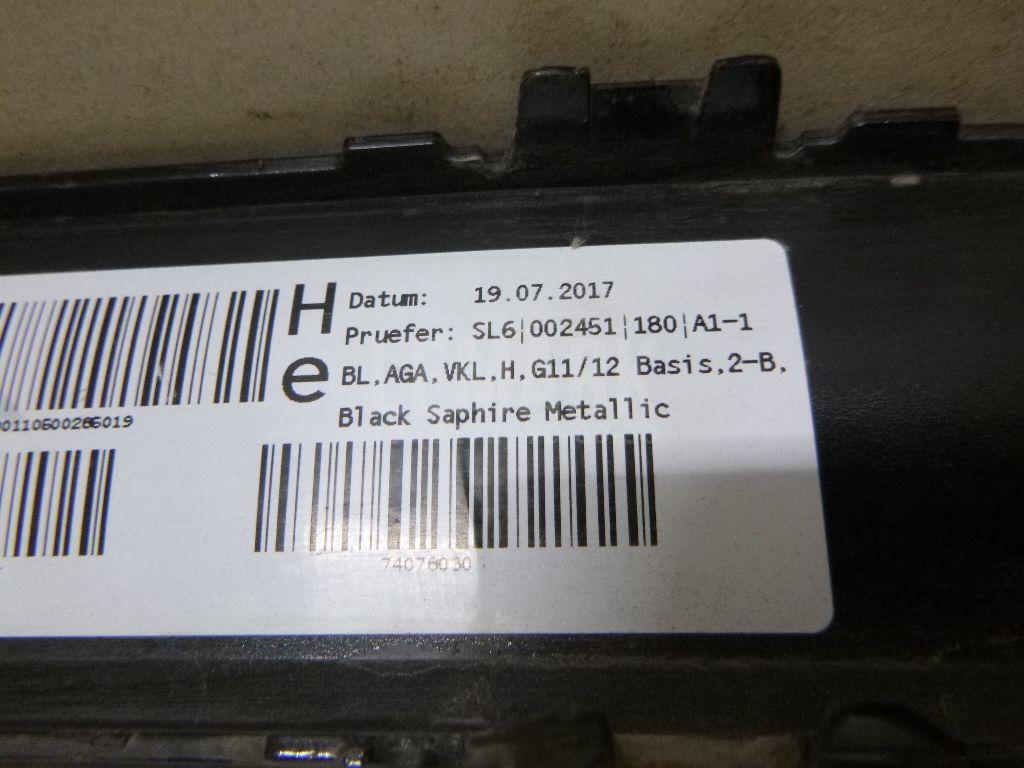 H
e
Datum: 19.07.2017
Pruefer: SL6|002451|180|A1-1
BL,AGA,VKL,H,G11/12 Basis,2-B,
Black Saphire Metallic
00110600286019
74076030